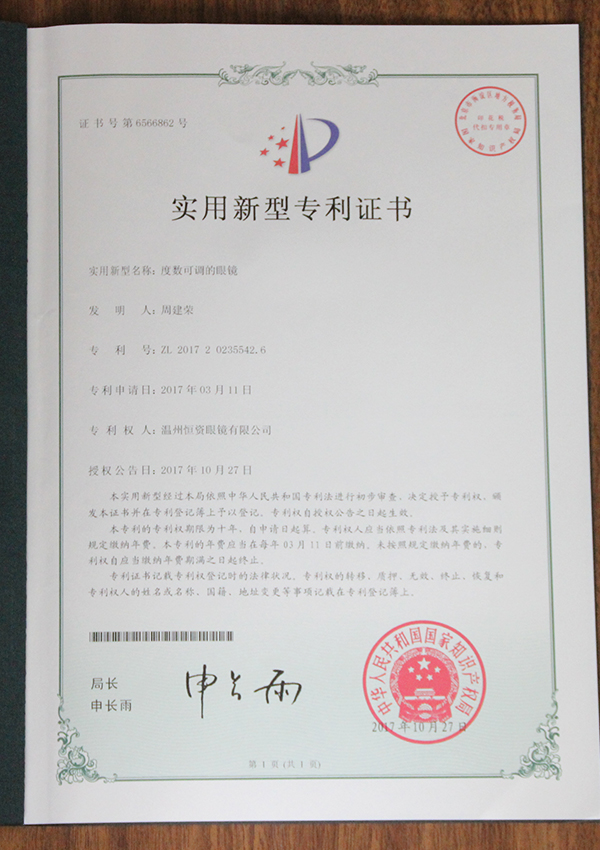 证书号第6566862号
印花税
代扣专用章
国家知识产权局
实用新型专利证书
实用新型名称：度数可调的眼镜
发明人：周建荣
专利号：ZL 2017 2 0235542.6
专利申请日：2017年03月11日
专利权人：温州恒资眼镜有限公司
授权公告日：2017年10月27日
本实用新型经过本局依照中华人民共和国专利法进行初步审查，决定授予专利权，颁
发本证书并在专利登记簿上予以登记。专利权自授权公告之日起生效。
本专利的专利权期限为十年，自申请日起算。专利权人应当依照专利法及其实施细则
规定缴纳年费。本专利的年费应当在每年03月11日前缴纳。未按照规定缴纳年费的，专
利权自应当缴纳年费期满之日起终止。
专利证书记载专利权登记时的法律状况。专利权的转移、质押、无效、终止、恢复和
专利权人的姓名或名称、国籍、地址变更等事项记载在专利登记簿上。
局长
申长雨
申长雨
中华人民共和国国家知识产权局
2017年10月27日
第1页(共1页)